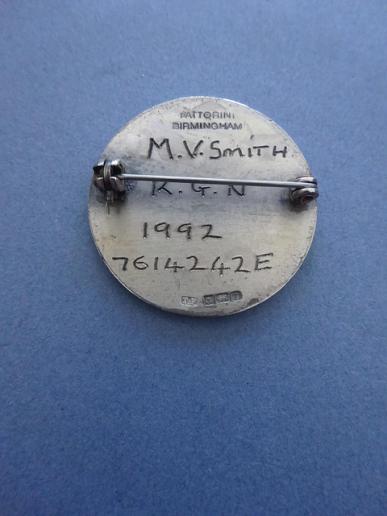 FATTORINI
BIRMINGHAM
M.V. SMITH
R.G.N
1992
7614242E